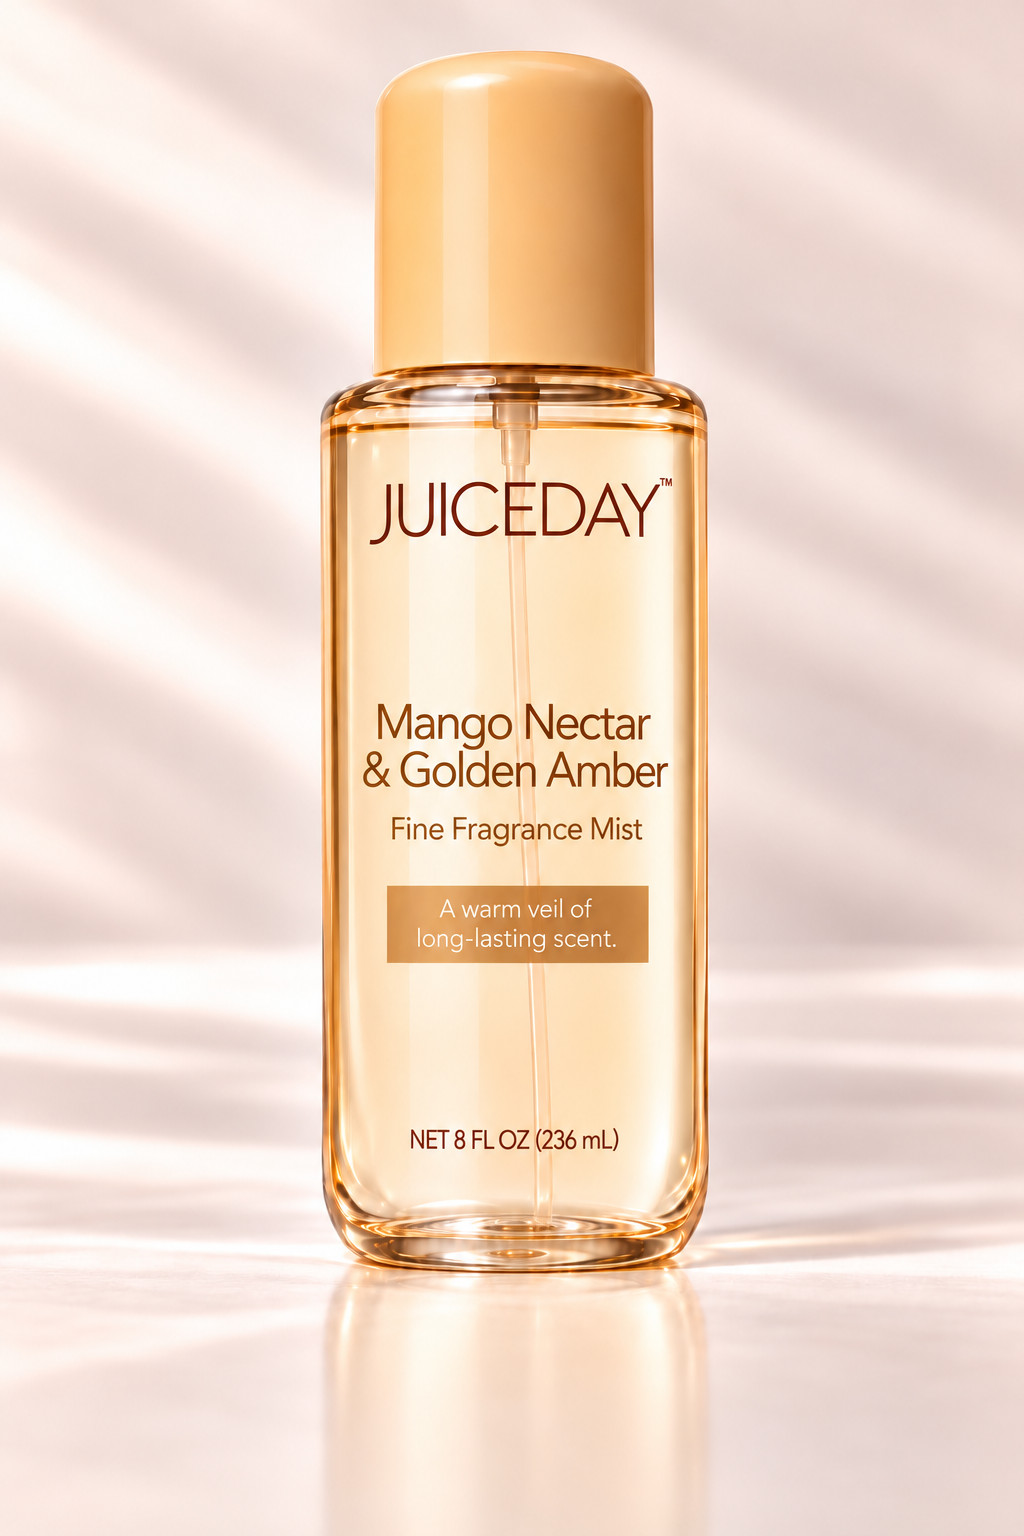 JUICEDAY™
Mango Nectar
& Golden Amber
Fine Fragrance Mist
A warm veil of
long-lasting scent.
NET 8 FL OZ (236 mL)